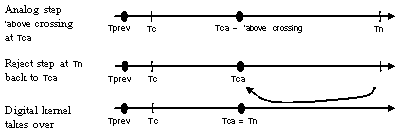 Analog step
'above crossing
at Tca
Tprev Tc Tca - 'above crossing Tn
Reject step at Tn
back to Tca
Tprev Tc Tca
Digital kernel
takes over
Tprev Tc Tca = Tn